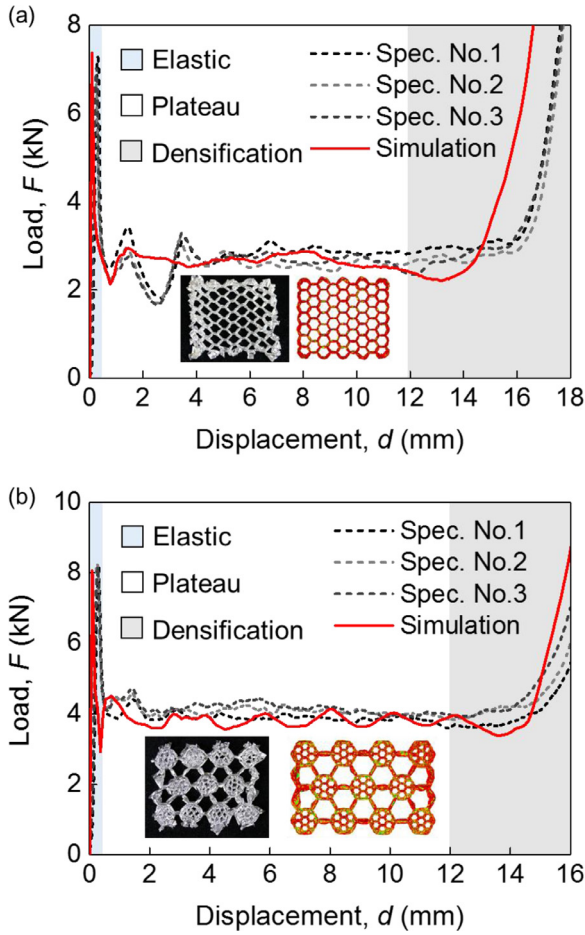 (a)
8
6
4
2
0
Load, F (kN)
Elastic
Plateau
Densification
Spec. No.1
Spec. No.2
Spec. No.3
Simulation
0 2 4 6 8 10 12 14 16 18
Displacement, d (mm)
(b)
10
8
6
4
2
0
Load, F (kN)
Elastic
Plateau
Densification
Spec. No.1
Spec. No.2
Spec. No.3
Simulation
0 2 4 6 8 10 12 14 16
Displacement, d (mm)